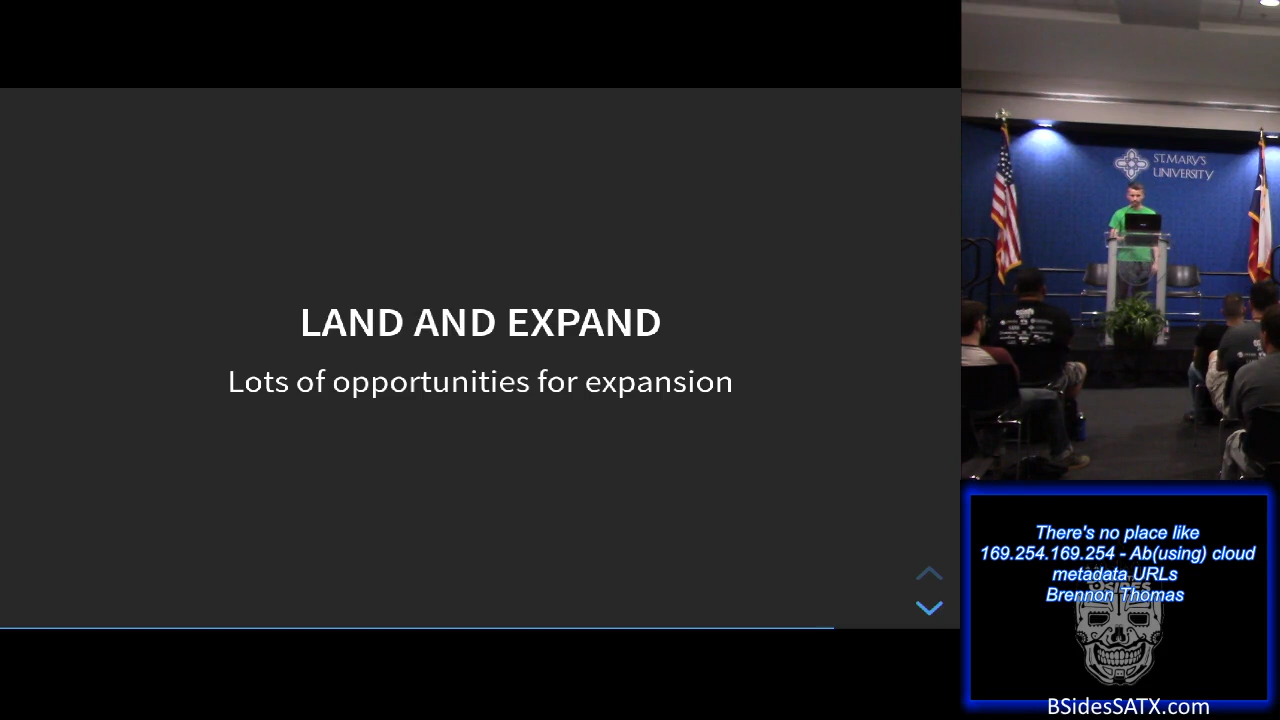 LAND AND EXPAND
Lots of opportunities for expansion
ST. MARY'S
UNIVERSITY
There's no place like
169.254.169.254 - Ab(using) cloud
metadata URLs
Brennon Thomas
BSIDES
BSidesSATX.com